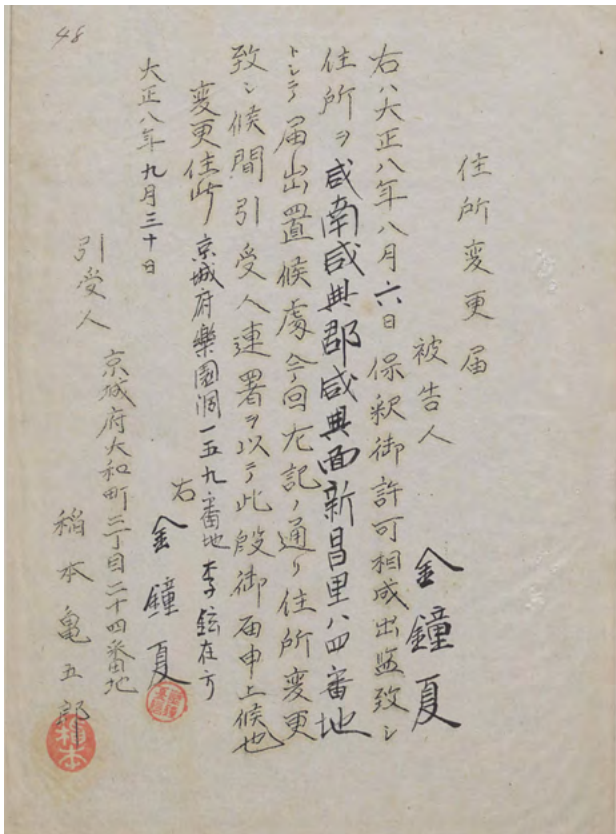 48
住所変更届
被告人 金鐘夏
右ハ大正八年八月六日保釈御許可相成出監致シ
住所ヲ咸南咸興郡咸興面新昌里八四番地
トシテ届出置候處今回左記ノ通リ住所変更
致シ候間引受人連署ヲ以テ此段御届申上候也
変更住所 京城府樂園洞一五九番地 李鉉在方
右 金鐘夏
大正八年九月三十日
京城府大和町三丁目二十四番地
引受人 稲本亀五郎
稲本